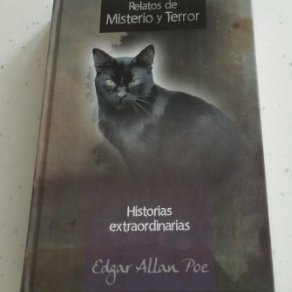 Relatos de
Misterio y Terror
Historias
extraordinarias
Edgar Allan Poe